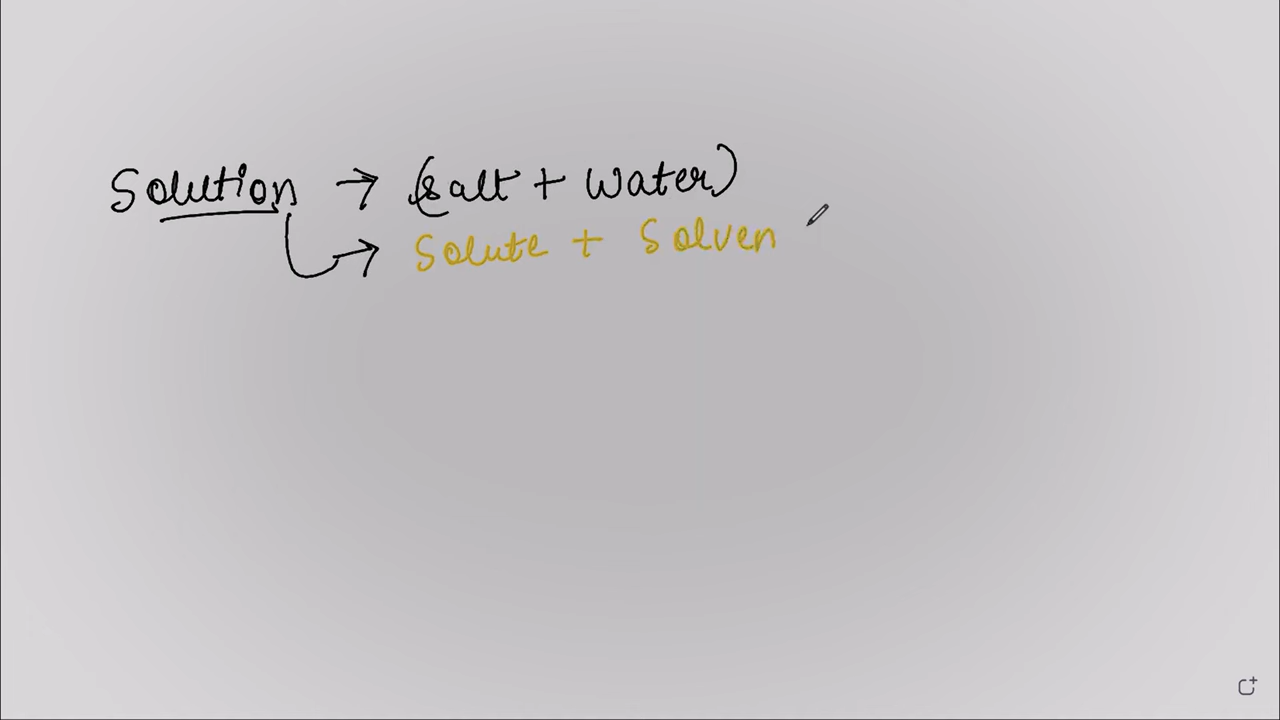 Solution → (salt + water)
→ Solute + Solven